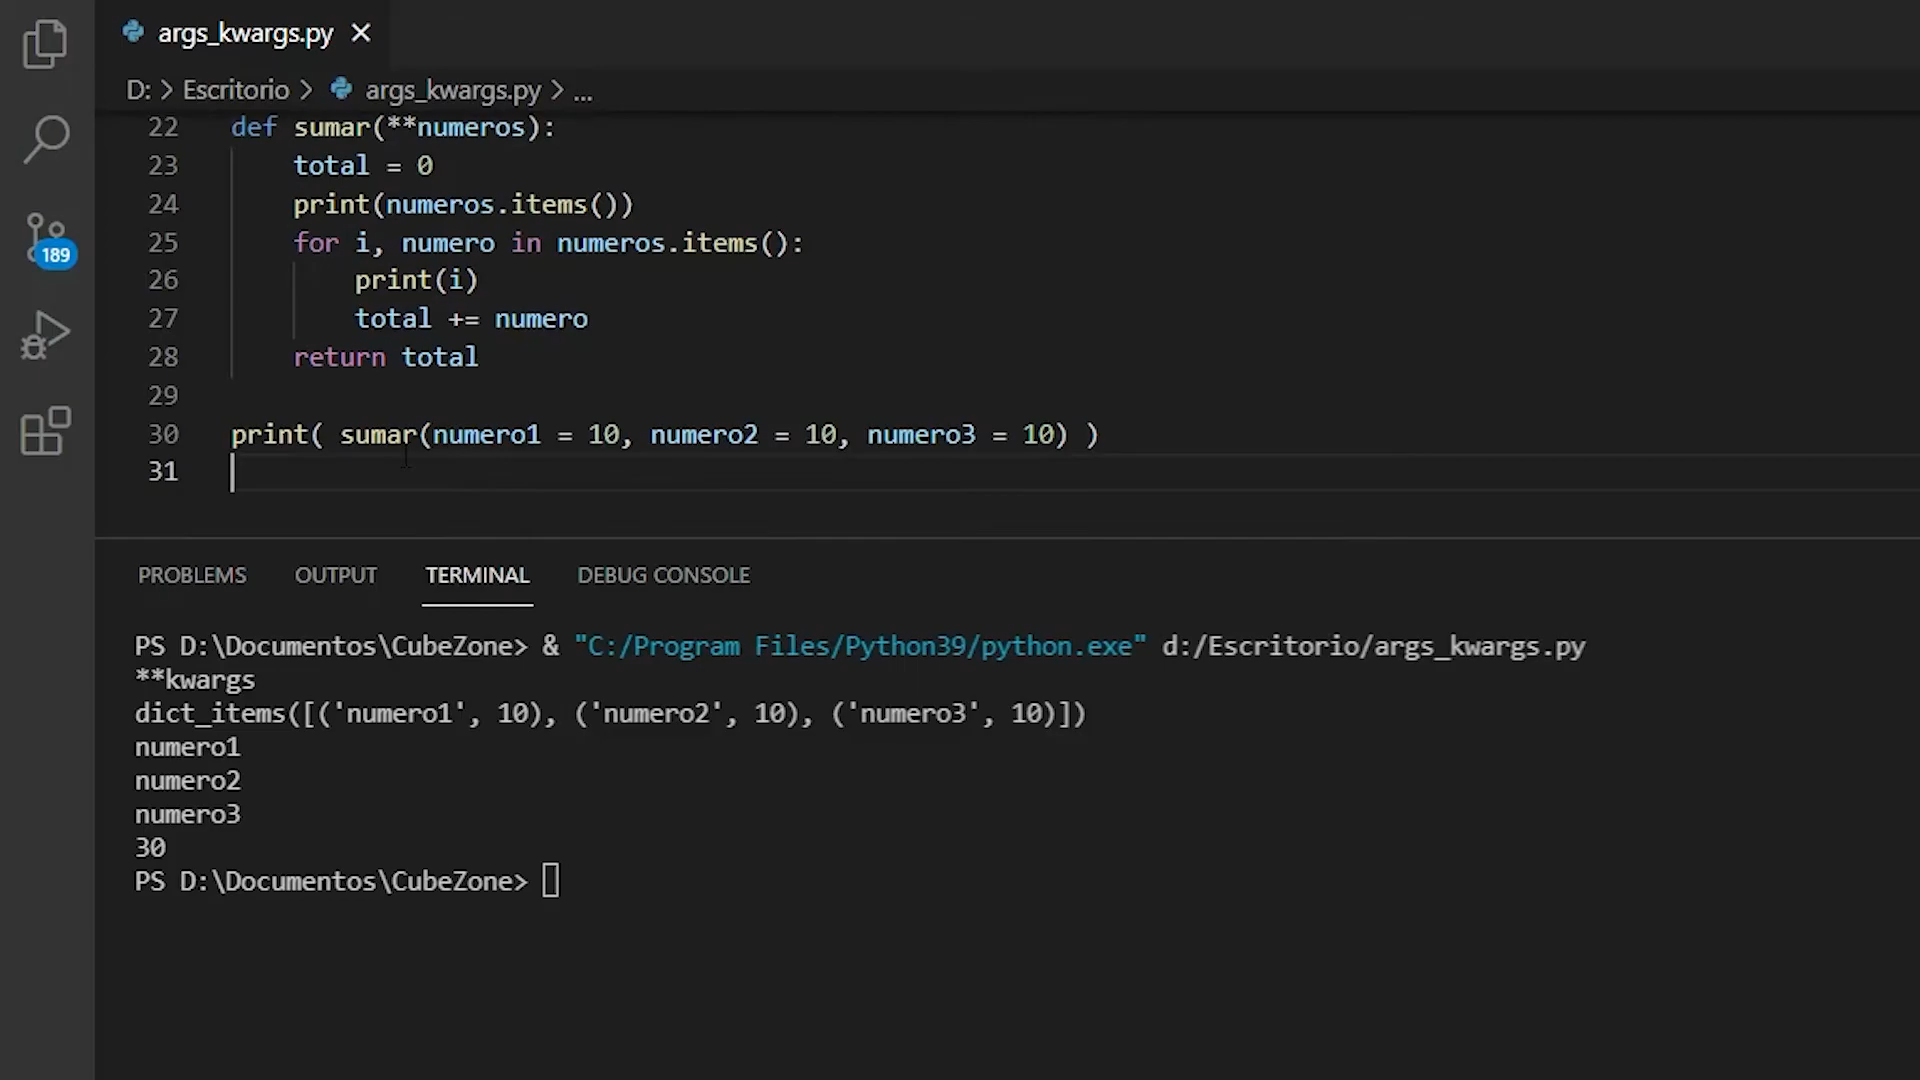 args_kwargs.py
D: > Escritorio > args_kwargs.py > ...
22 def sumar(**numeros):
23 total = 0
24 print(numeros.items())
25 for i, numero in numeros.items():
26 print(i)
27 total += numero
28 return total
29
30 print( sumar(numero1 = 10, numero2 = 10, numero3 = 10) )
31
189
PROBLEMS OUTPUT TERMINAL DEBUG CONSOLE
PS D:\Documentos\CubeZone> & "C:/Program Files/Python39/python.exe" d:/Escritorio/args_kwargs.py
**kwargs
dict_items([('numero1', 10), ('numero2', 10), ('numero3', 10)])
numero1
numero2
numero3
30
PS D:\Documentos\CubeZone>